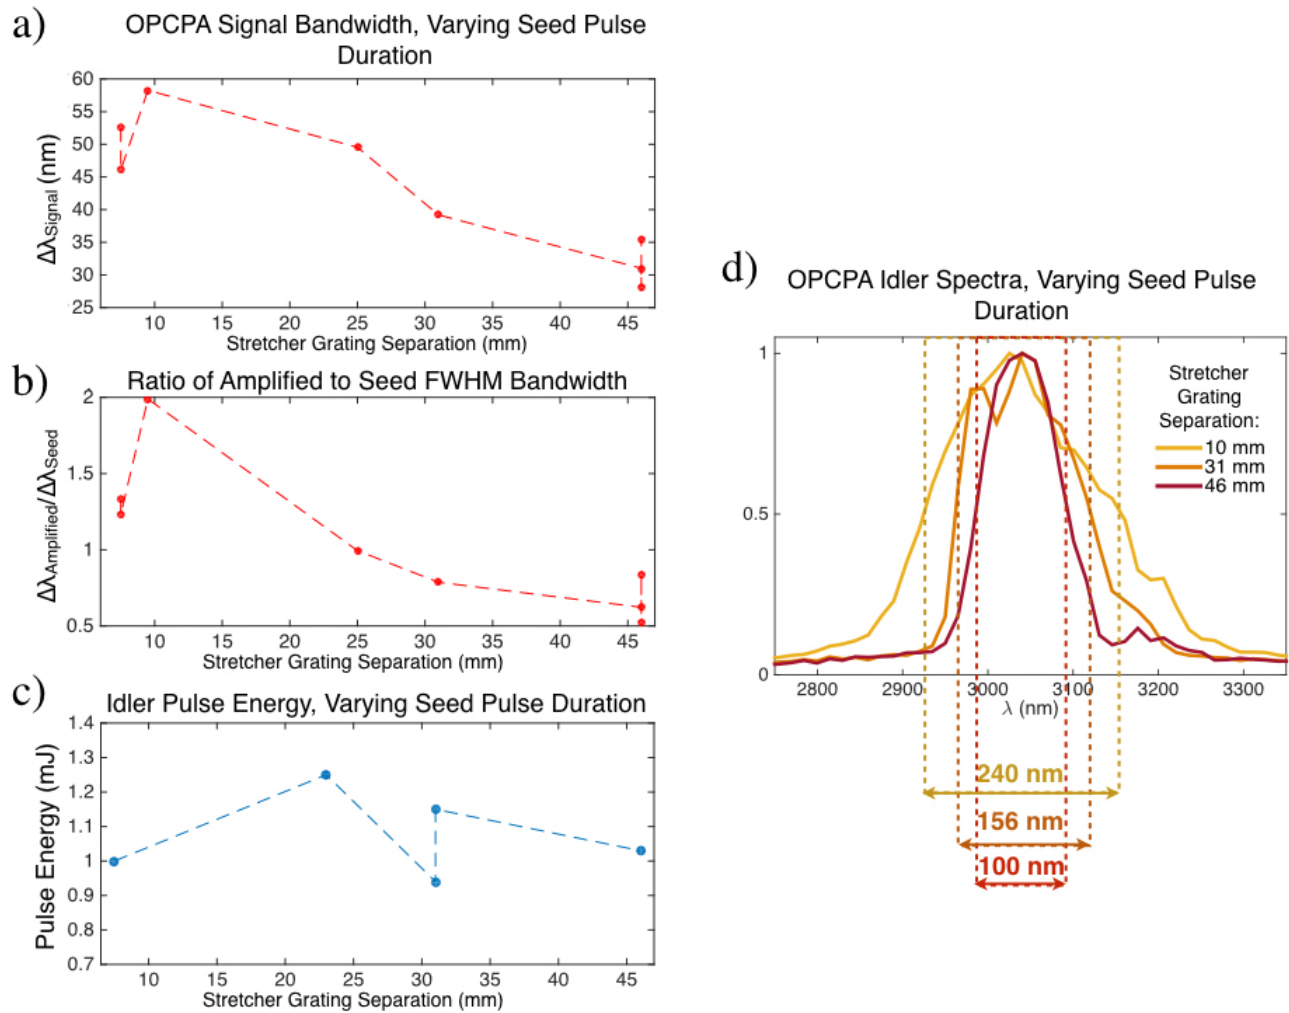 a)
OPCPA Signal Bandwidth, Varying Seed Pulse
Duration
60
55
50
45
40
35
30
25
ΔλSignal (nm)
10 15 20 25 30 35 40 45
Stretcher Grating Separation (mm)
b)
Ratio of Amplified to Seed FWHM Bandwidth
2
1.5
1
0.5
ΔλAmplified/ΔλSeed
10 15 20 25 30 35 40 45
Stretcher Grating Separation (mm)
c)
Idler Pulse Energy, Varying Seed Pulse Duration
1.4
1.3
1.2
1.1
1
0.9
0.8
0.7
Pulse Energy (mJ)
10 15 20 25 30 35 40 45
Stretcher Grating Separation (mm)
d)
OPCPA Idler Spectra, Varying Seed Pulse
Duration
1
0.5
0
Stretcher
Grating
Separation:
10 mm
31 mm
46 mm
2800 2900 3000 3100 3200 3300
λ (nm)
240 nm
156 nm
100 nm